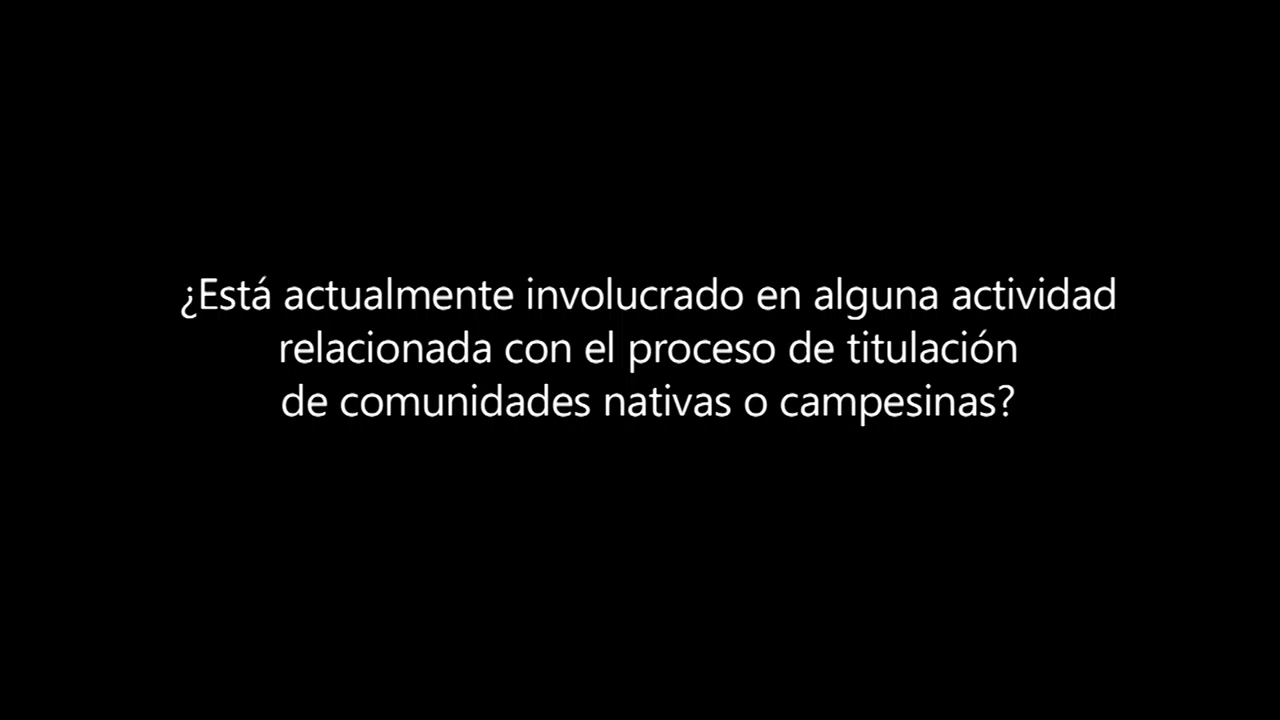 ¿Está actualmente involucrado en alguna actividad
relacionada con el proceso de titulación
de comunidades nativas o campesinas?